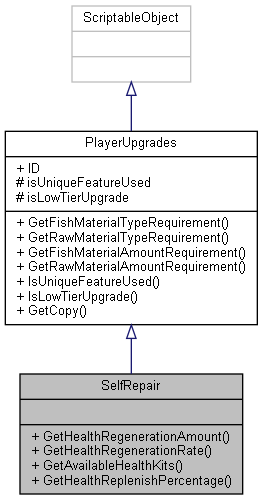 ScriptableObject
PlayerUpgrades
+ ID
# isUniqueFeatureUsed
# isLowTierUpgrade
+ GetFishMaterialTypeRequirement()
+ GetRawMaterialTypeRequirement()
+ GetFishMaterialAmountRequirement()
+ GetRawMaterialAmountRequirement()
+ IsUniqueFeatureUsed()
+ IsLowTierUpgrade()
+ GetCopy()
SelfRepair
+ GetHealthRegenerationAmount()
+ GetHealthRegenerationRate()
+ GetAvailableHealthKits()
+ GetHealthReplenishPercentage()